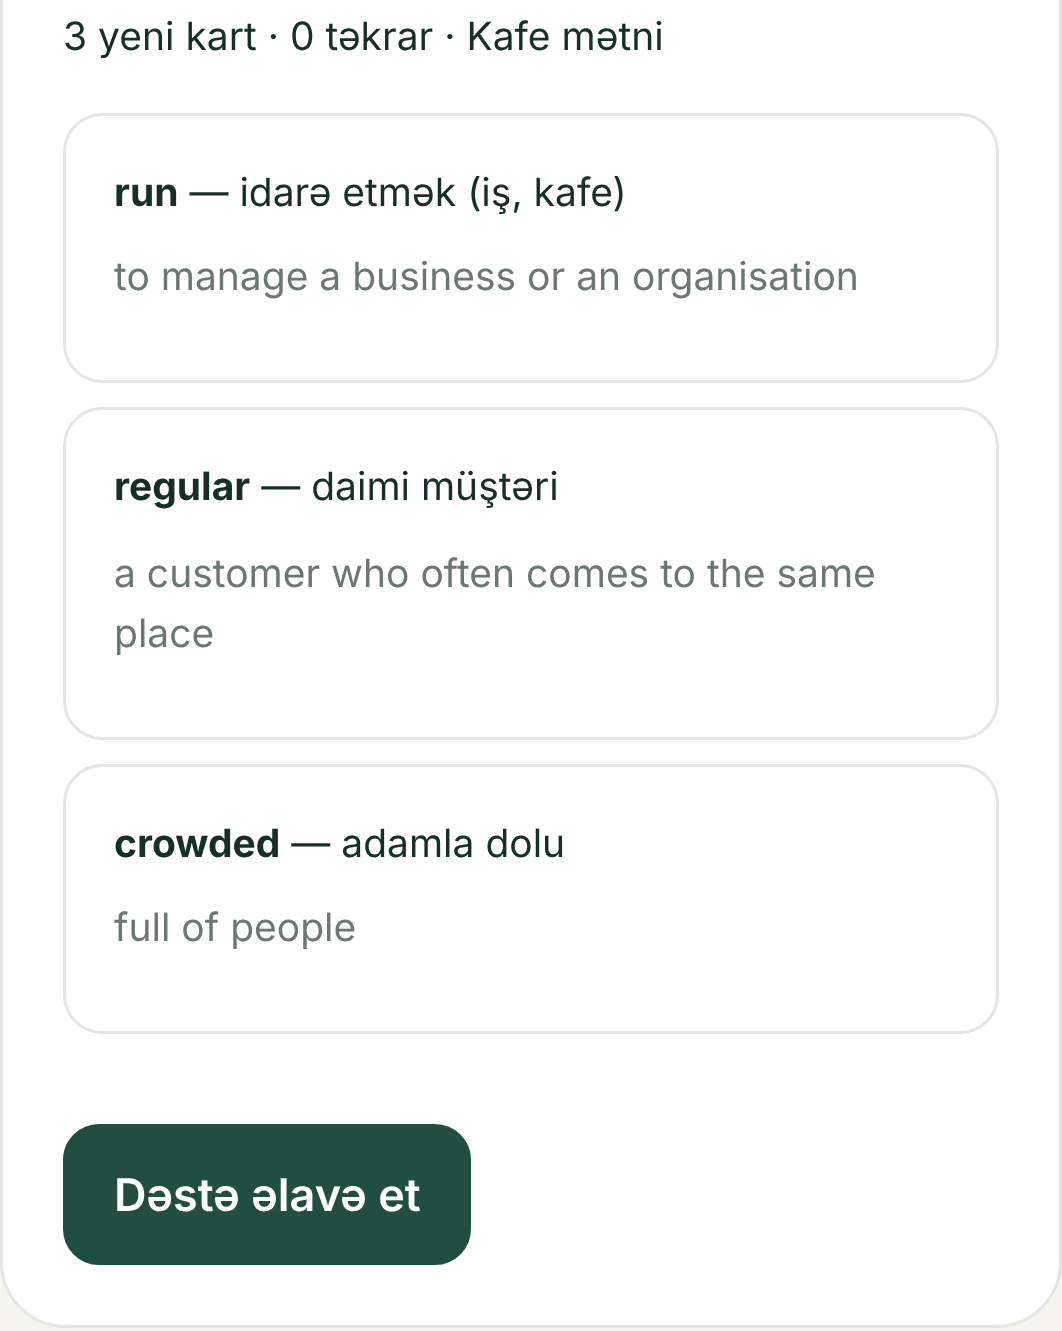 3 yeni kart · 0 təkrar · Kafe mətni
run — idarə etmək (iş, kafe)
to manage a business or an organisation
regular — daimi müştəri
a customer who often comes to the same
place
crowded — adamla dolu
full of people
Dəstə əlavə et